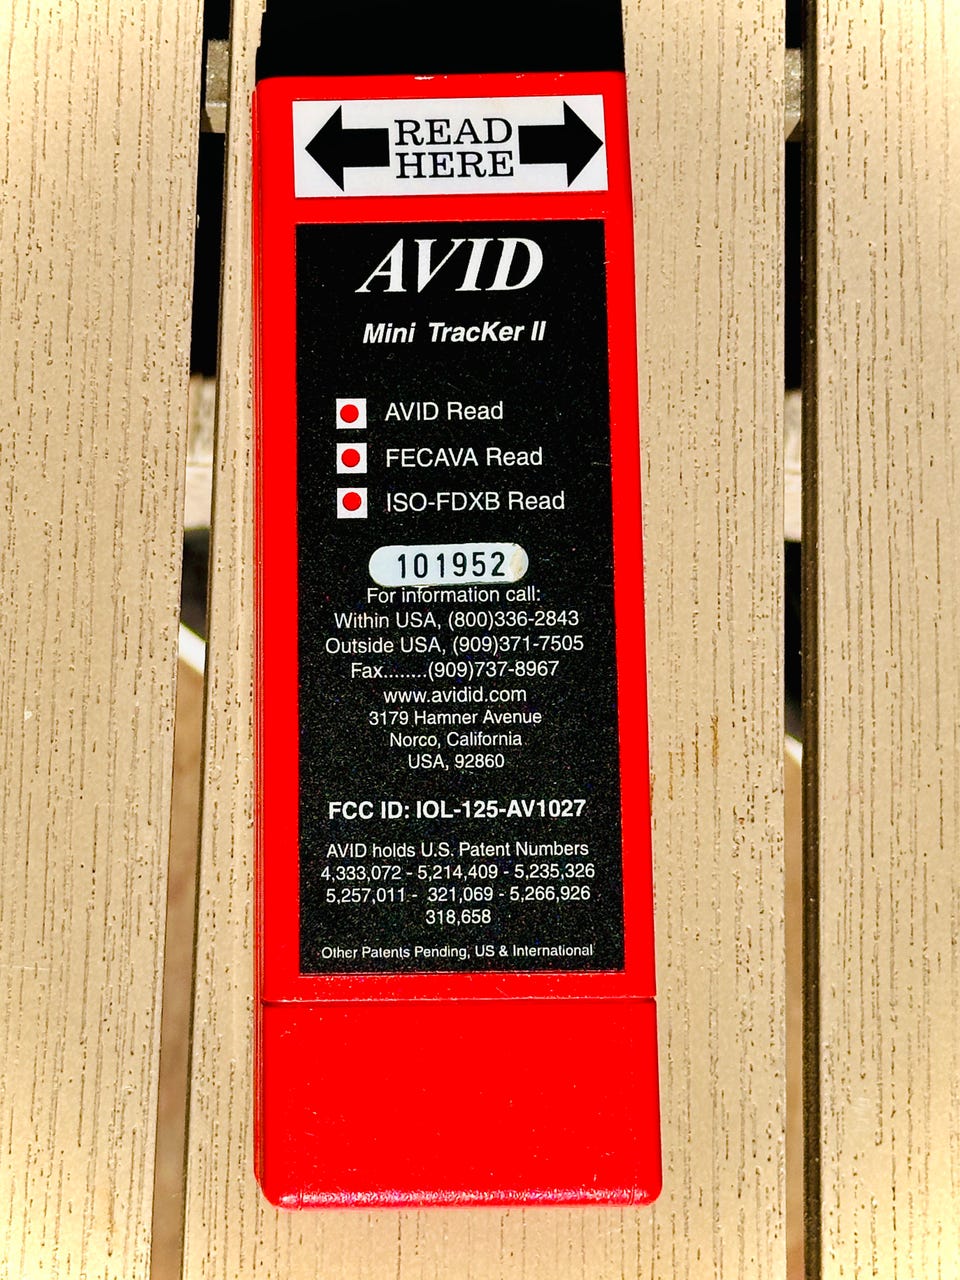 READ
HERE
AVID
Mini TracKer II
AVID Read
FECAVA Read
ISO-FDXB Read
101952
For information call:
Within USA, (800)336-2843
Outside USA, (909)371-7505
Fax........(909)737-8967
www.avidid.com
3179 Hamner Avenue
Norco, California
USA, 92860
FCC ID: IOL-125-AV1027
AVID holds U.S. Patent Numbers
4,333,072 - 5,214,409 - 5,235,326
5,257,011 - 321,069 - 5,266,926
318,658
Other Patents Pending, US & International